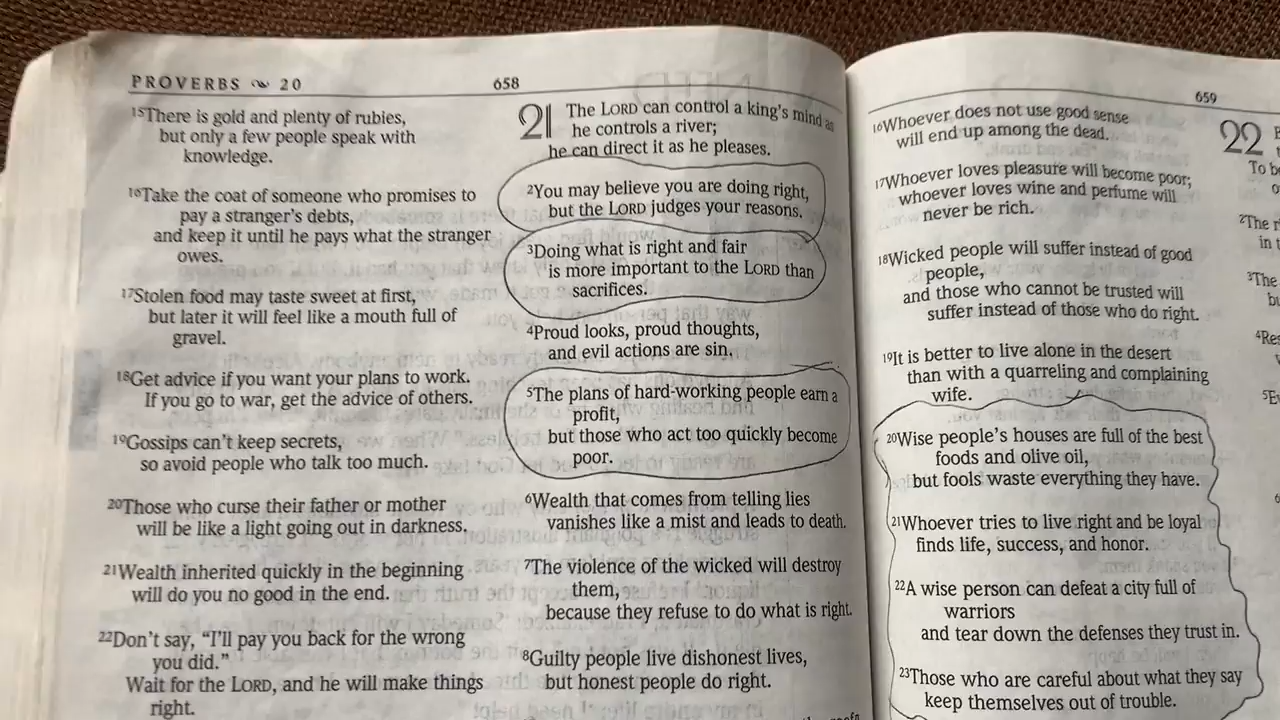 PROVERBS 20
658
15There is gold and plenty of rubies,
but only a few people speak with
knowledge.
16Take the coat of someone who promises to
pay a stranger's debts,
and keep it until he pays what the stranger
owes.
17Stolen food may taste sweet at first,
but later it will feel like a mouth full of
gravel.
18Get advice if you want your plans to work.
If you go to war, get the advice of others.
19Gossips can't keep secrets,
so avoid people who talk too much.
20Those who curse their father or mother
will be like a light going out in darkness.
21Wealth inherited quickly in the beginning
will do you no good in the end.
22Don't say, "I'll pay you back for the wrong
you did."
Wait for the LORD, and he will make things
right.
21 The LORD can control a king's mind as
he controls a river;
he can direct it as he pleases.
2You may believe you are doing right,
but the LORD judges your reasons.
3Doing what is right and fair
is more important to the LORD than
sacrifices.
4Proud looks, proud thoughts,
and evil actions are sin.
5The plans of hard-working people earn a
profit,
but those who act too quickly become
poor.
6Wealth that comes from telling lies
vanishes like a mist and leads to death.
7The violence of the wicked will destroy
them,
because they refuse to do what is right.
8Guilty people live dishonest lives,
but honest people do right.
659
16Whoever does not use good sense
will end up among the dead.
17Whoever loves pleasure will become poor;
whoever loves wine and perfume will
never be rich.
18Wicked people will suffer instead of good
people,
and those who cannot be trusted will
suffer instead of those who do right.
19It is better to live alone in the desert
than with a quarreling and complaining
wife.
20Wise people's houses are full of the best
foods and olive oil,
but fools waste everything they have.
21Whoever tries to live right and be loyal
finds life, success, and honor.
22A wise person can defeat a city full of
warriors
and tear down the defenses they trust in.
23Those who are careful about what they say
keep themselves out of trouble.
22
To b
2The r
in t
3The
bu